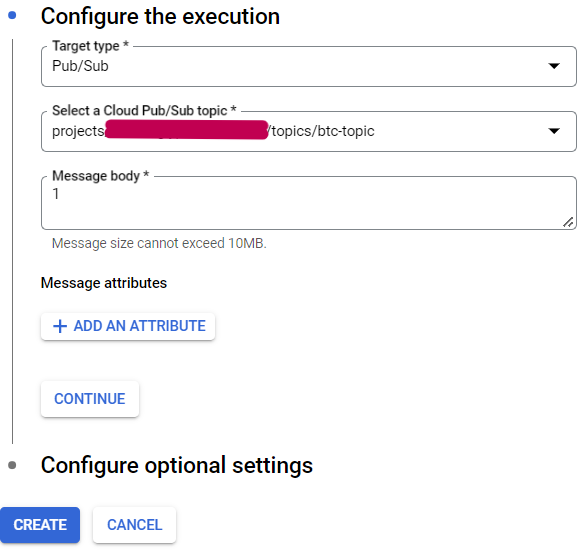 Configure the execution
Target type *
Pub/Sub
Select a Cloud Pub/Sub topic *
projects /topics/btc-topic
Message body *
1
Message size cannot exceed 10MB.
Message attributes
+ ADD AN ATTRIBUTE
CONTINUE
Configure optional settings
CREATE CANCEL